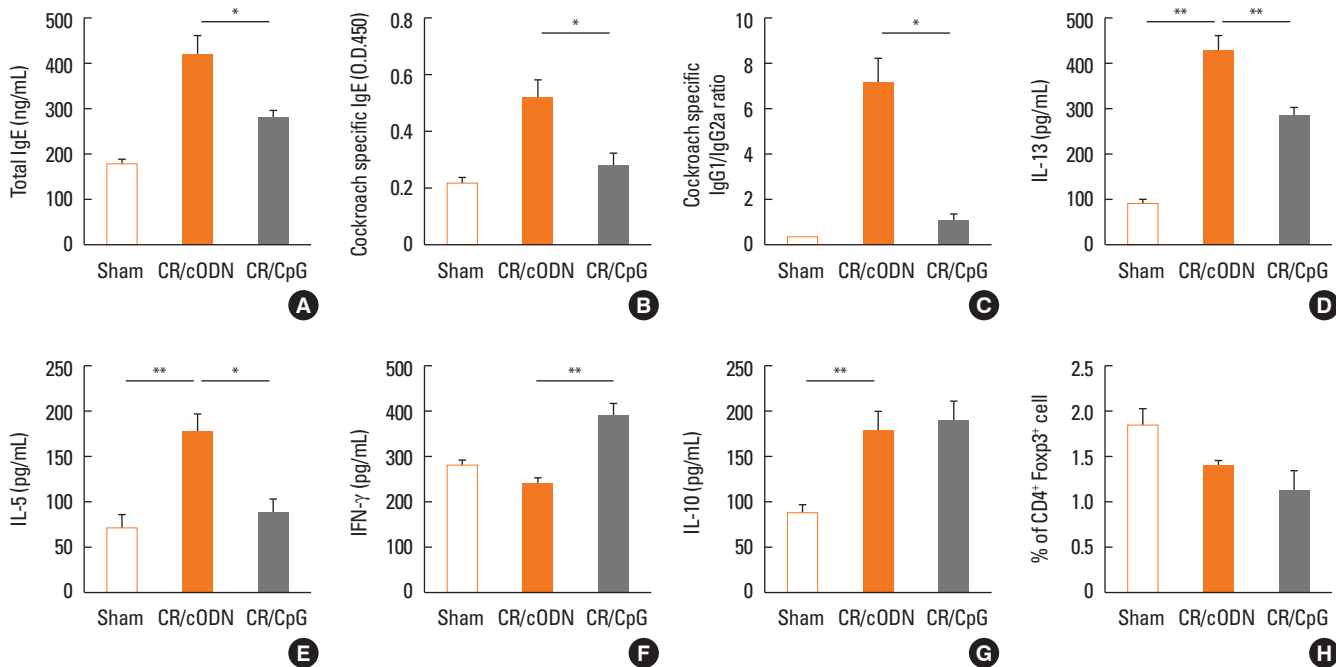 Total IgE (ng/mL)
500
400
300
200
100
0
*
Sham CR/cODN CR/CpG
A
Cockroach specific IgE (O.D.450)
0.8
0.6
0.4
0.2
0
*
Sham CR/cODN CR/CpG
B
Cockroach specific
IgG1/IgG2a ratio
10
8
6
4
2
0
*
Sham CR/cODN CR/CpG
C
IL-13 (pg/mL)
500
400
300
200
100
0
** **
Sham CR/cODN CR/CpG
D
IL-5 (pg/mL)
250
200
150
100
50
0
** *
Sham CR/cODN CR/CpG
E
IFN-γ (pg/mL)
500
400
300
200
100
0
**
Sham CR/cODN CR/CpG
F
IL-10 (pg/mL)
250
200
150
100
50
0
**
Sham CR/cODN CR/CpG
G
% of CD4⁺ Foxp3⁺ cell
2.5
2.0
1.5
1.0
0.5
0
Sham CR/cODN CR/CpG
H